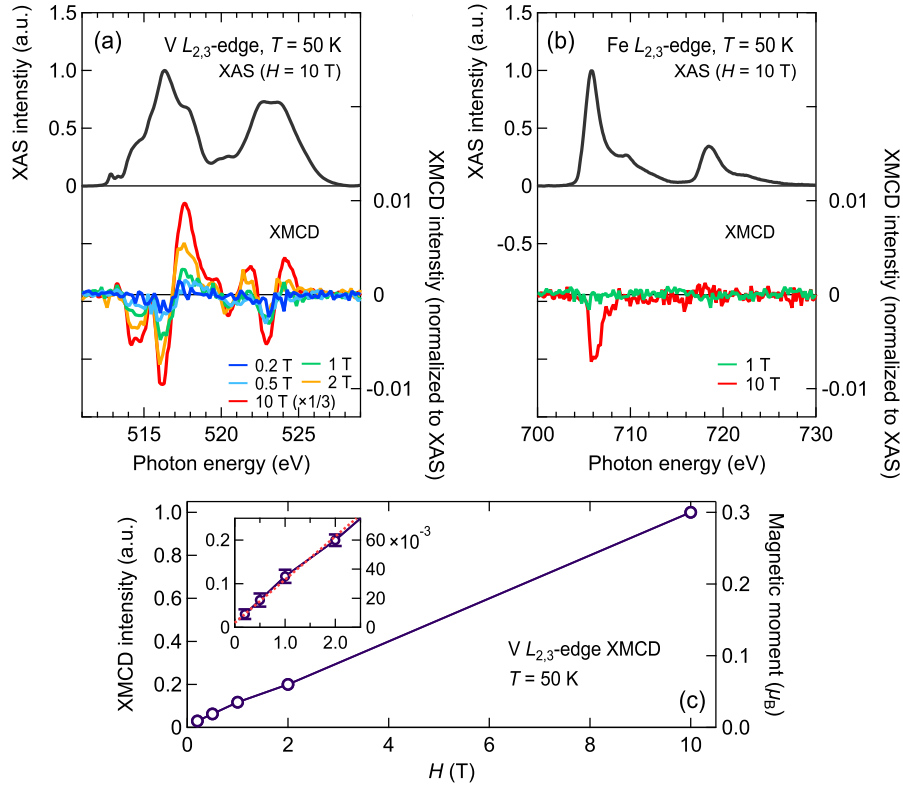 (a)
V L2,3-edge, T = 50 K
XAS (H = 10 T)
XAS intenstiy (a.u.)
1.5
1.0
0.5
0
XMCD
XMCD intenstiy (normalized to XAS)
0.01
0
-0.01
0.2 T
1 T
0.5 T
2 T
10 T (×1/3)
515
520
525
Photon energy (eV)
(b)
Fe L2,3-edge, T = 50 K
XAS (H = 10 T)
XAS intenstiy (a.u.)
1.5
1.0
0.5
0
-0.5
XMCD
XMCD intenstiy (normalized to XAS)
0.01
0
-0.01
1 T
10 T
700
710
720
730
Photon energy (eV)
XMCD intensity (a.u.)
1.0
0.8
0.6
0.4
0.2
0
0.2
0.1
0
60×10-3
40
20
0
0
1.0
2.0
V L2,3-edge XMCD
T = 50 K
(c)
Magnetic moment (μB)
0.3
0.2
0.1
0.0
0
2
4
6
8
10
H (T)